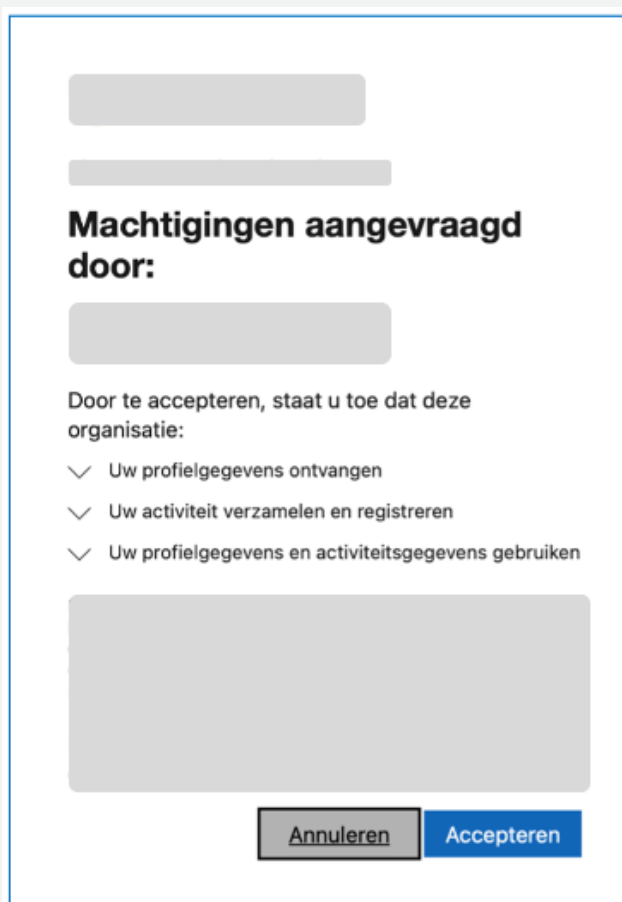 Machtigingen aangevraagd
door:
Door te accepteren, staat u toe dat deze
organisatie:
Uw profielgegevens ontvangen
Uw activiteit verzamelen en registreren
Uw profielgegevens en activiteitsgegevens gebruiken
Annuleren
Accepteren